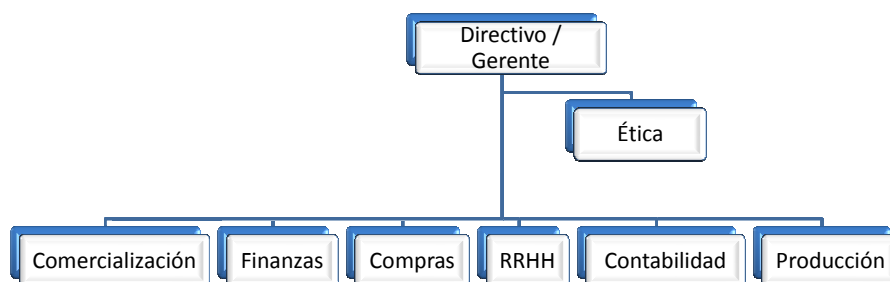 Directivo /
Gerente
Ética
Comercialización
Finanzas
Compras
RRHH
Contabilidad
Producción